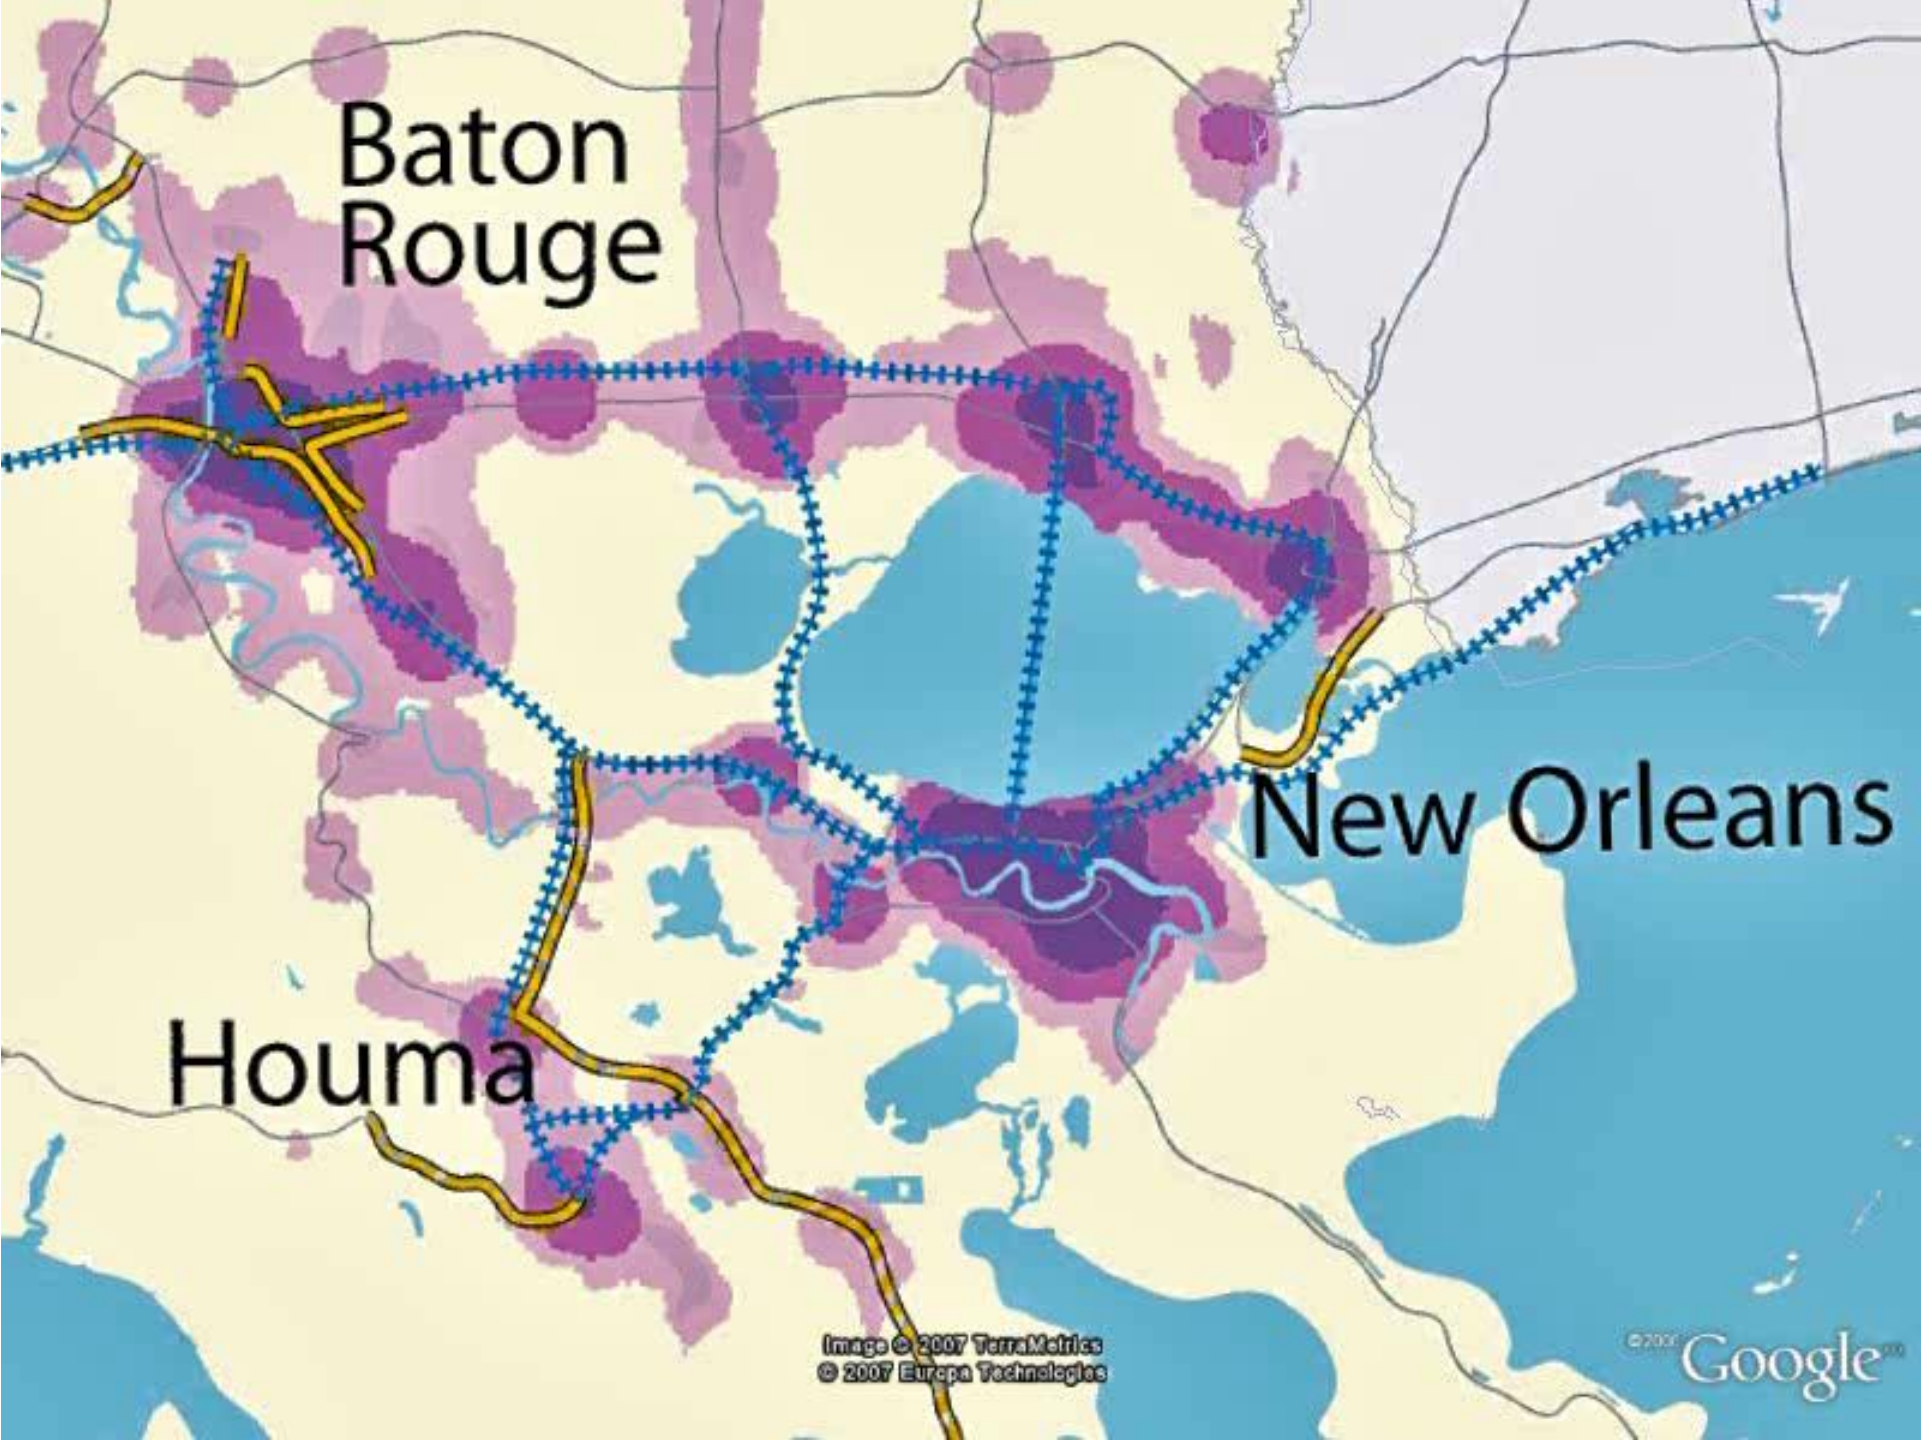 Baton
Rouge
New Orleans
Houma
Image © 2007 TerraMetrics
© 2007 Europa Technologies
Google